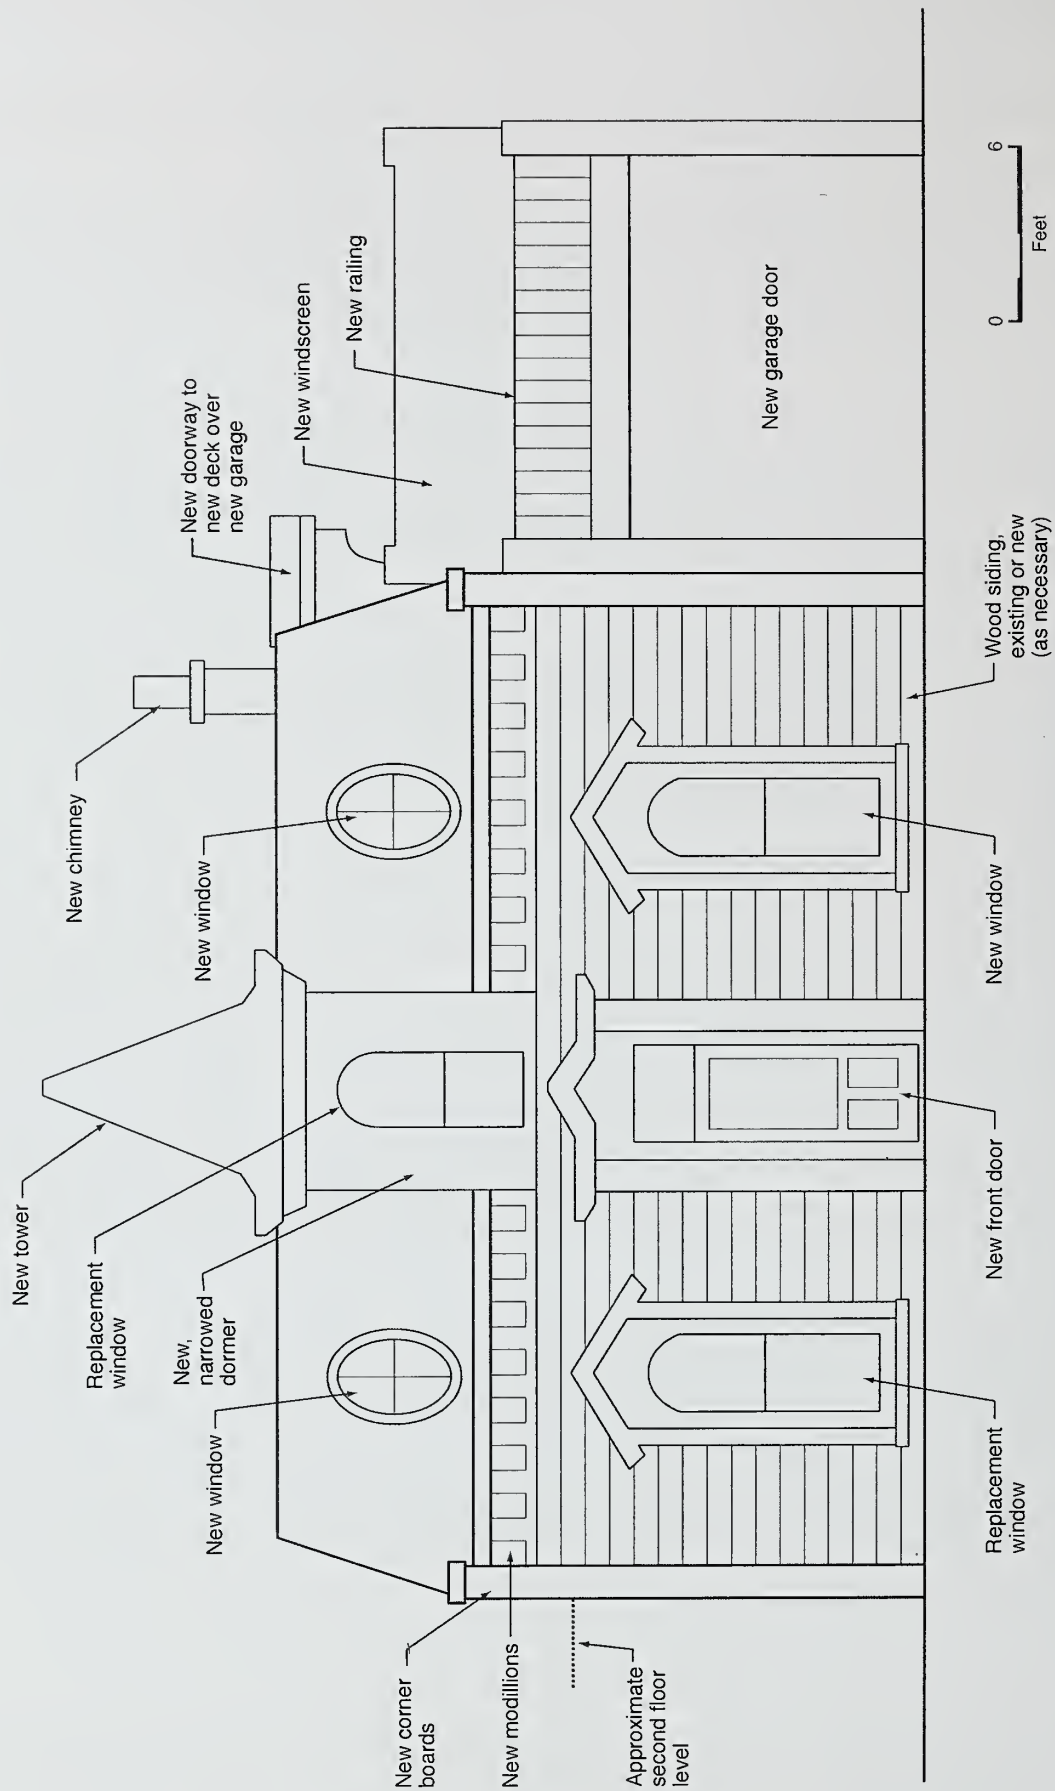 New tower
Replacement
window
New,
narrowed
dormer
New window
New corner
boards
New modillions
Approximate
second floor
level
New chimney
New window
New doorway to
new deck over
new garage
New windscreen
New railing
New garage door
Replacement
window
New front door
New window
Wood siding,
existing or new
(as necessary)
0
6
Feet